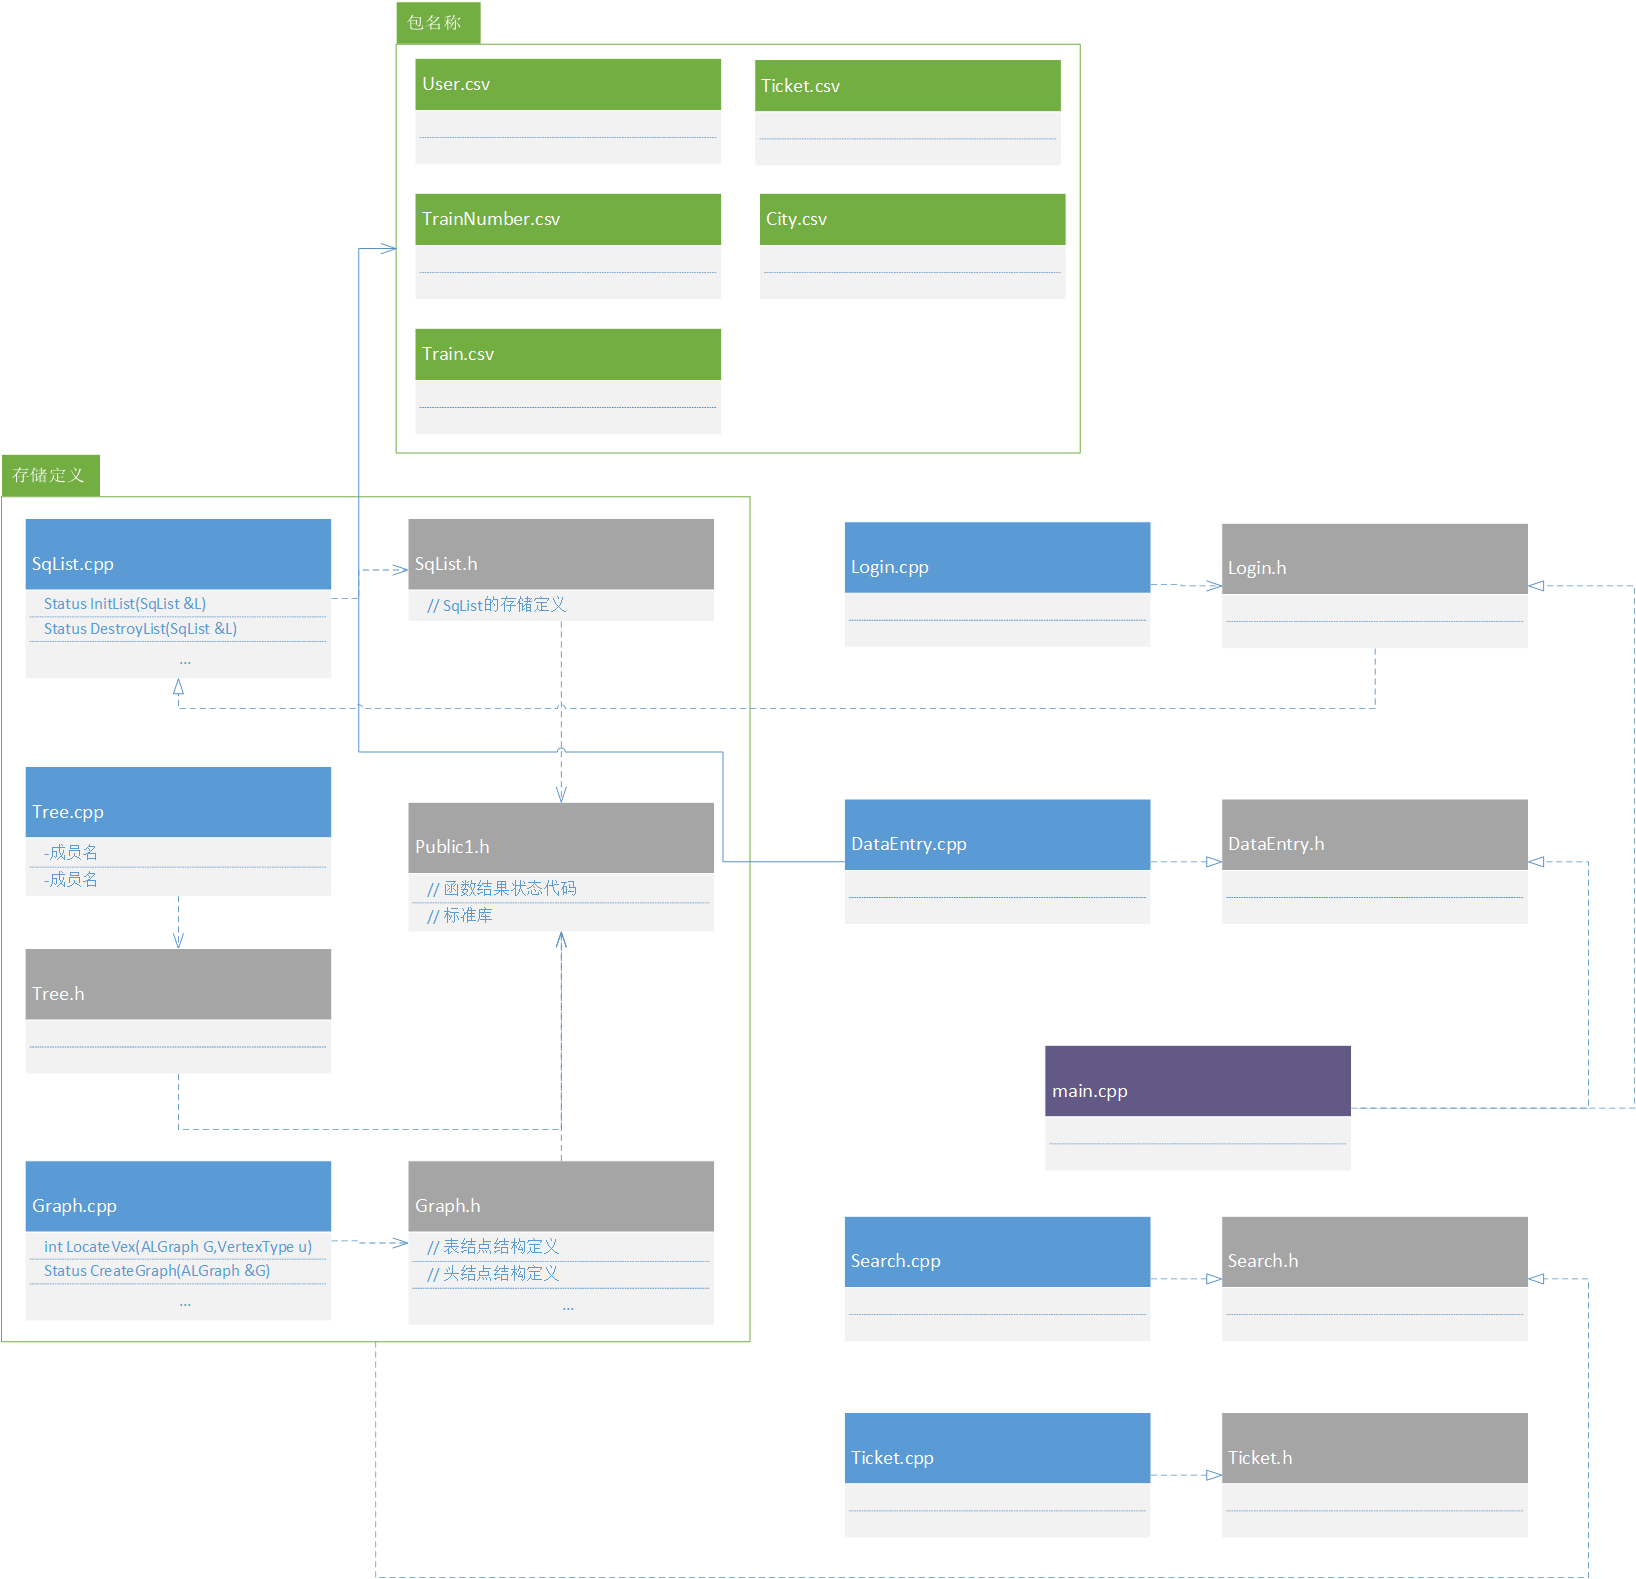 包名称
User.csv
Ticket.csv
TrainNumber.csv
City.csv
Train.csv
存储定义
SqList.cpp
Status InitList(SqList &L)
Status DestroyList(SqList &L)
...
SqList.h
// SqList的存储定义
Login.cpp
Login.h
Tree.cpp
-成员名
-成员名
Public1.h
// 函数结果状态代码
// 标准库
DataEntry.cpp
DataEntry.h
Tree.h
main.cpp
Graph.cpp
int LocateVex(ALGraph G,VertexType u)
Status CreateGraph(ALGraph &G)
...
Graph.h
// 表结点结构定义
// 头结点结构定义
...
Search.cpp
Search.h
Ticket.cpp
Ticket.h